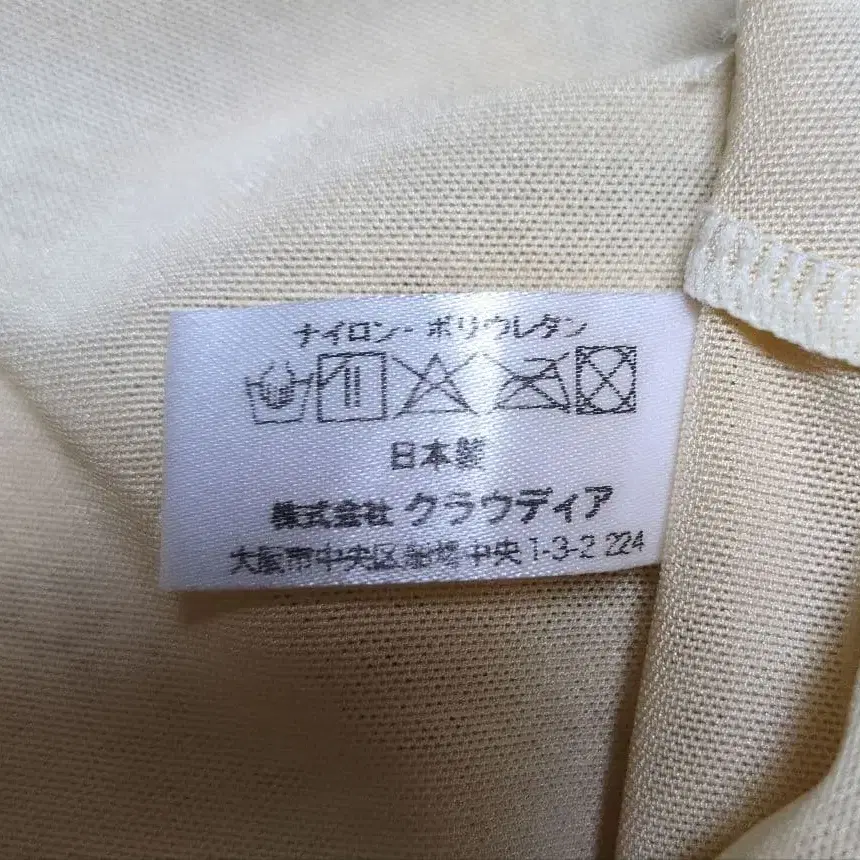 ナイロン・ポリウレタン
日本製
株式会社 クラウディア
大阪市中央区船場中央1-3-2 224